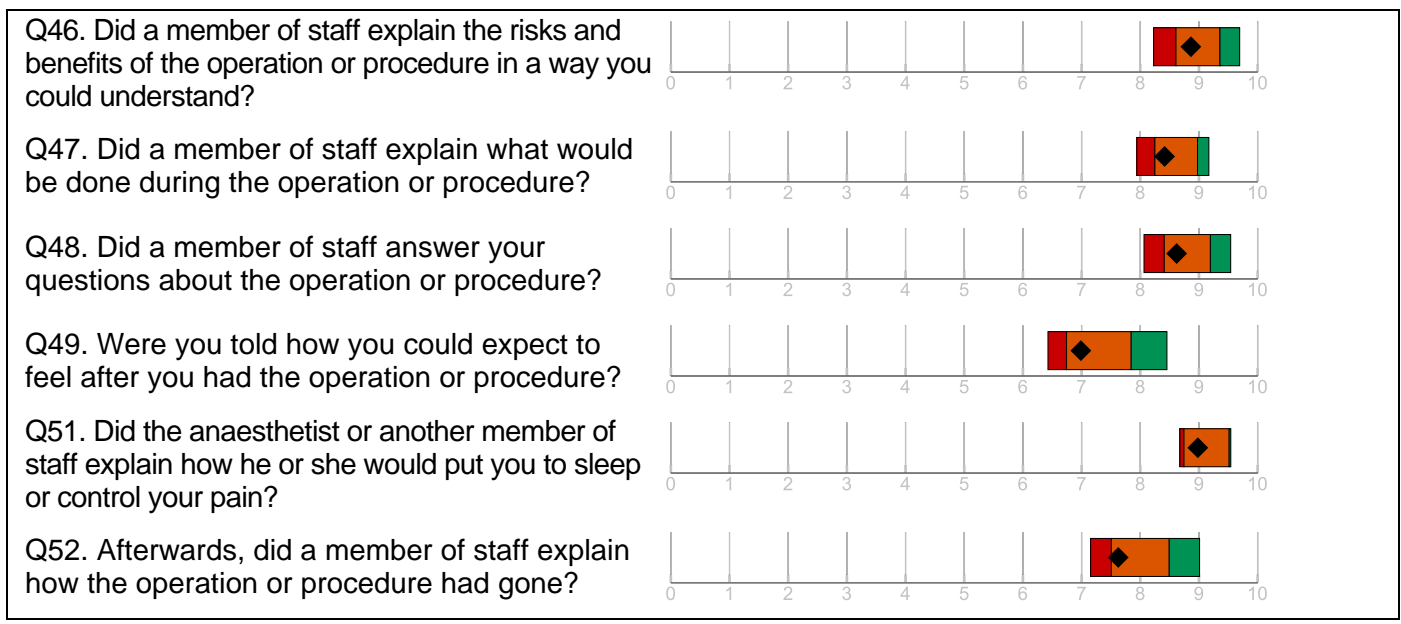 Q46. Did a member of staff explain the risks and
benefits of the operation or procedure in a way you
could understand?
0 1 2 3 4 5 6 7 8 9 10
Q47. Did a member of staff explain what would
be done during the operation or procedure?
0 1 2 3 4 5 6 7 8 9 10
Q48. Did a member of staff answer your
questions about the operation or procedure?
0 1 2 3 4 5 6 7 8 9 10
Q49. Were you told how you could expect to
feel after you had the operation or procedure?
0 1 2 3 4 5 6 7 8 9 10
Q51. Did the anaesthetist or another member of
staff explain how he or she would put you to sleep
or control your pain?
0 1 2 3 4 5 6 7 8 9 10
Q52. Afterwards, did a member of staff explain
how the operation or procedure had gone?
0 1 2 3 4 5 6 7 8 9 10